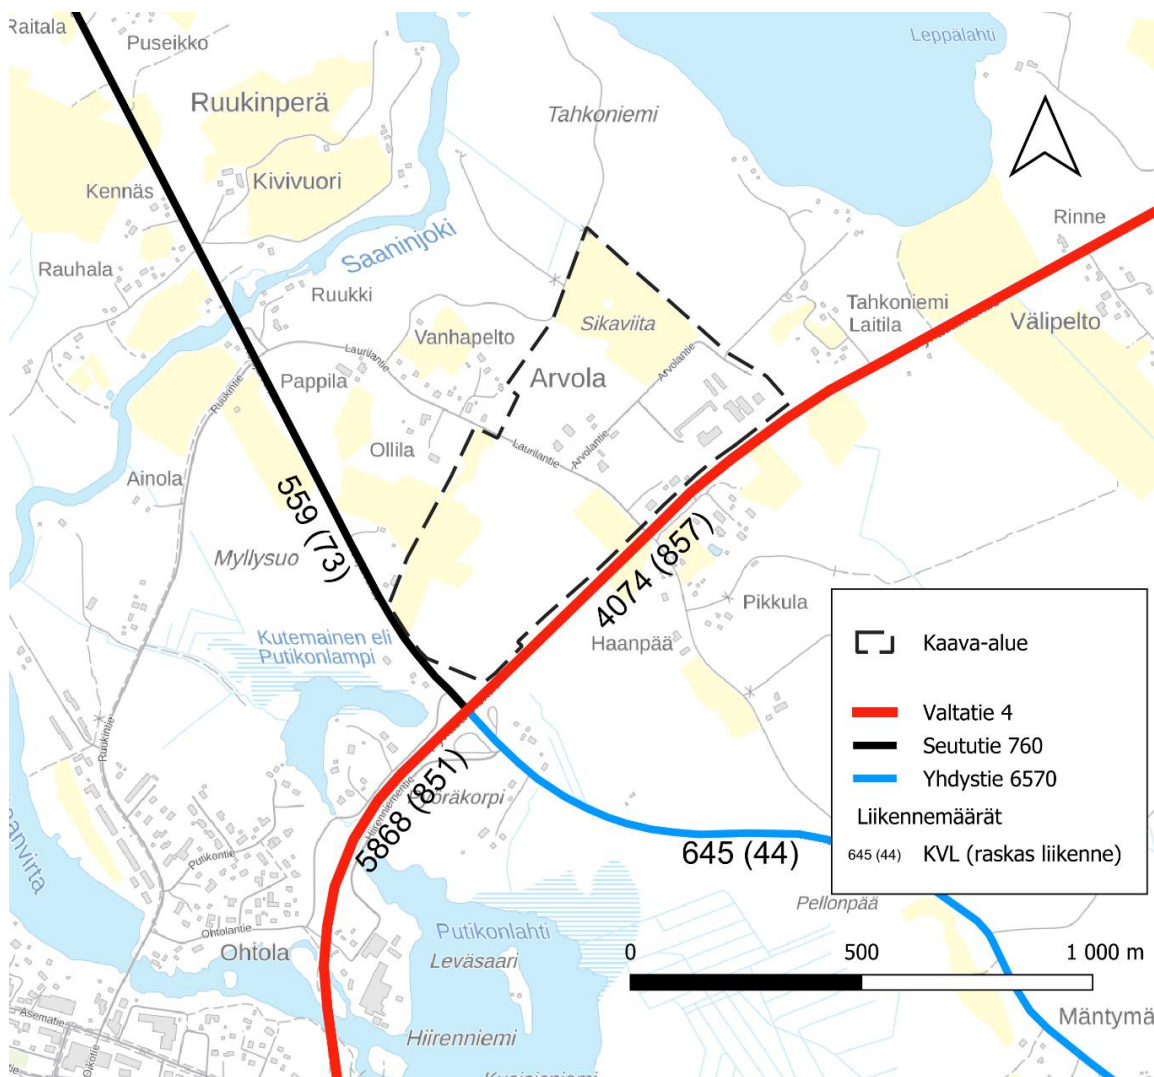 Raitala
Puseikko
Leppälahti
Ruukinperä
Tahkoniemi
Kennäs
Kivivuori
Rinne
Saaninjoki
Rauhala
Ruukki
Tahkoniemi
Laitila
Välipelto
Sikaviita
Vanhapelto
Laurilantie
Arvolantie
Pappila
Arvola
Ruukintie
Ollila
Laurilantie
Arvolantie
Ainola
559 (73)
Myllysuo
4074 (857)
Pikkula
Kutemainen eli
Putikonlampi
Haanpää
Kaava-alue
Valtatie 4
Seututie 760
Yhdystie 6570
Liikennemäärät
645 (44) KVL (raskas liikenne)
Ruukintie
Hiirenniementie
5868 (851)
645 (44)
Putikontie
Pellonpää
Ohtolantie
Ohtola
Putikonlahti
Leväsaari
0 500 1 000 m
Asematie
Hiirenniemi
Mäntymä
Oikotie